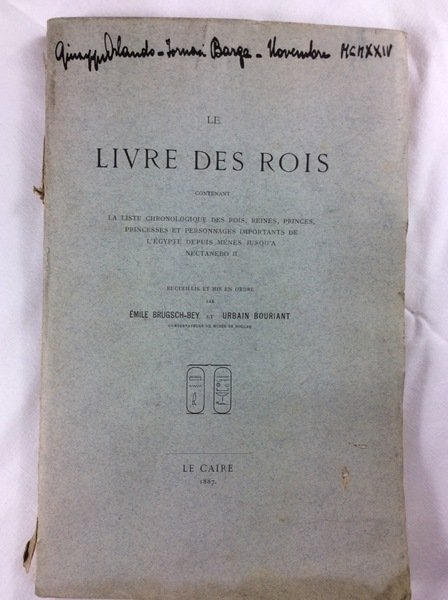 Giuseppe Orlando - Fornaci Barga - Novembre MCMXXIV
LE
LIVRE DES ROIS
CONTENANT
LA LISTE CHRONOLOGIQUE DES ROIS, REINES, PRINCES,
PRINCESSES ET PERSONNAGES IMPORTANTS DE
L'ÉGYPTE DEPUIS MÉNÈS JUSQU'A
NECTANEBO II.
RECUEILLIS ET MIS EN ORDRE
PAR
ÉMILE BRUGSCH-BEY ET URBAIN BOURIANT
CONSERVATEURS DU MUSÉE DE BOULAQ
LE CAIRE
1887.